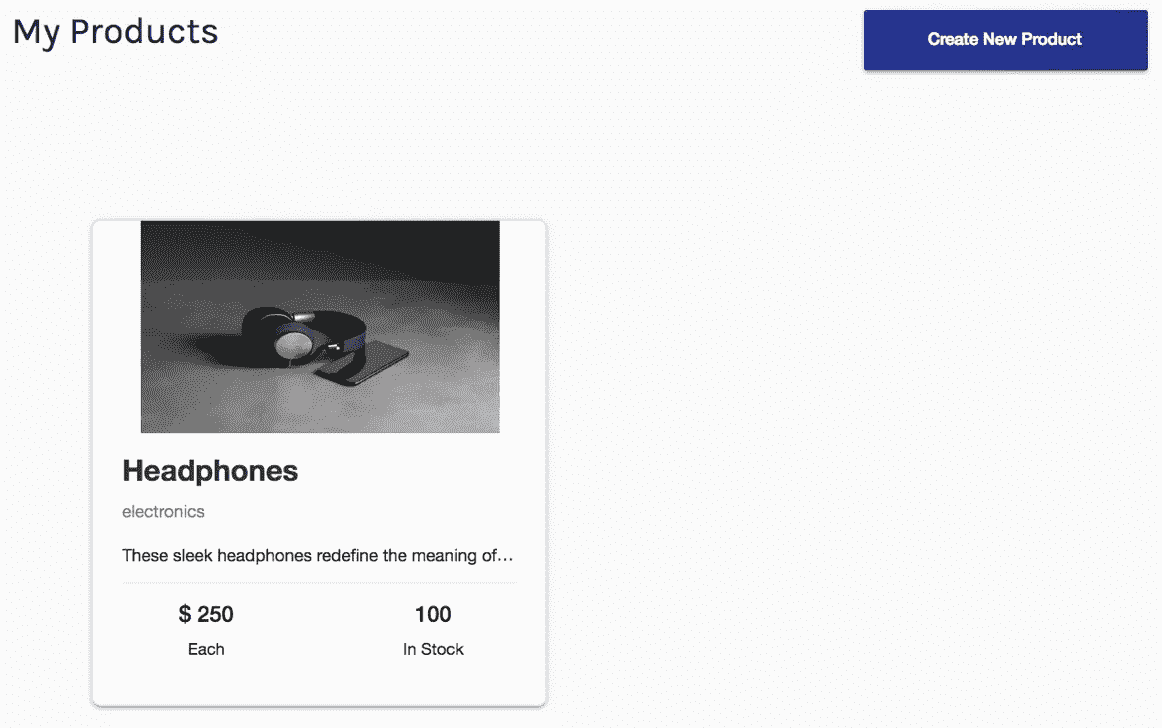 My Products
Create New Product
Headphones
electronics
These sleek headphones redefine the meaning of...
$ 250
100
Each
In Stock